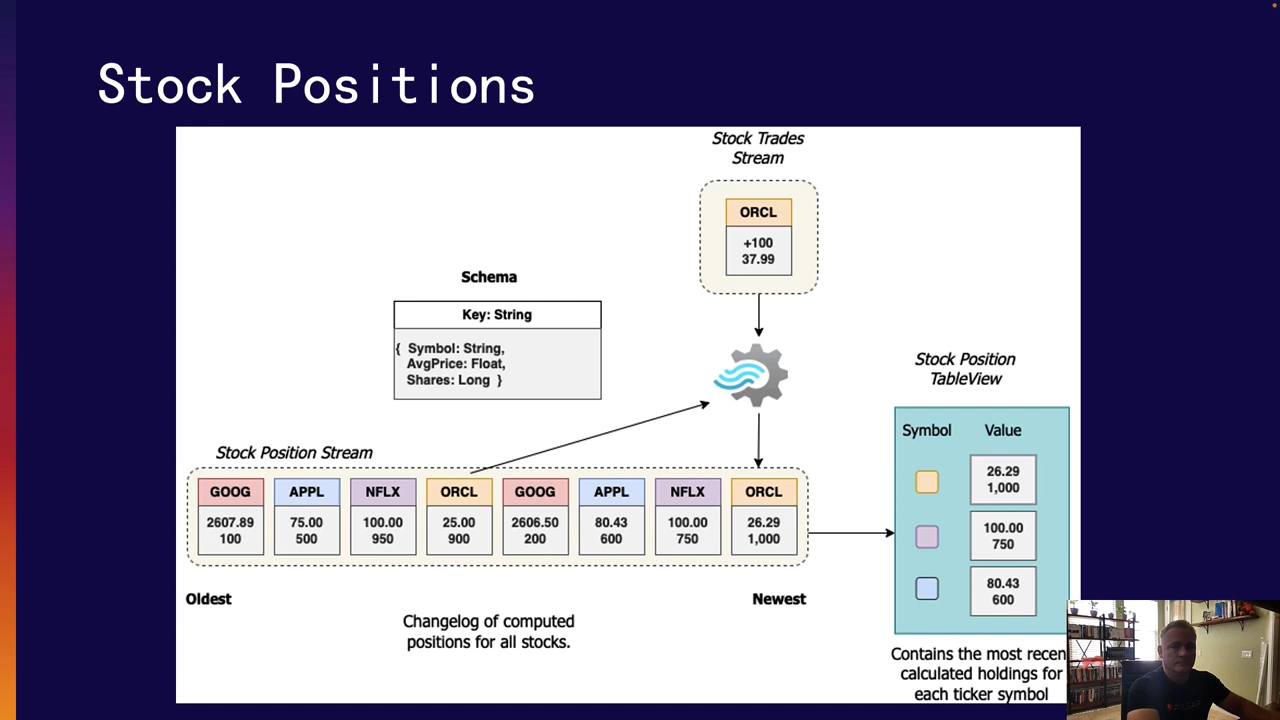 Stock Positions
Stock Trades
Stream
ORCL
+100
37.99
Schema
Key: String
{ Symbol: String,
AvgPrice: Float,
Shares: Long }
Stock Position
TableView
Symbol Value
26.29
1,000
100.00
750
80.43
600
Stock Position Stream
GOOG APPL NFLX ORCL GOOG APPL NFLX ORCL
2607.89 75.00 100.00 25.00 2606.50 80.43 100.00 26.29
100 500 950 900 200 600 750 1,000
Oldest Newest
Changelog of computed
positions for all stocks.
Contains the most recen
calculated holdings for
each ticker symbol